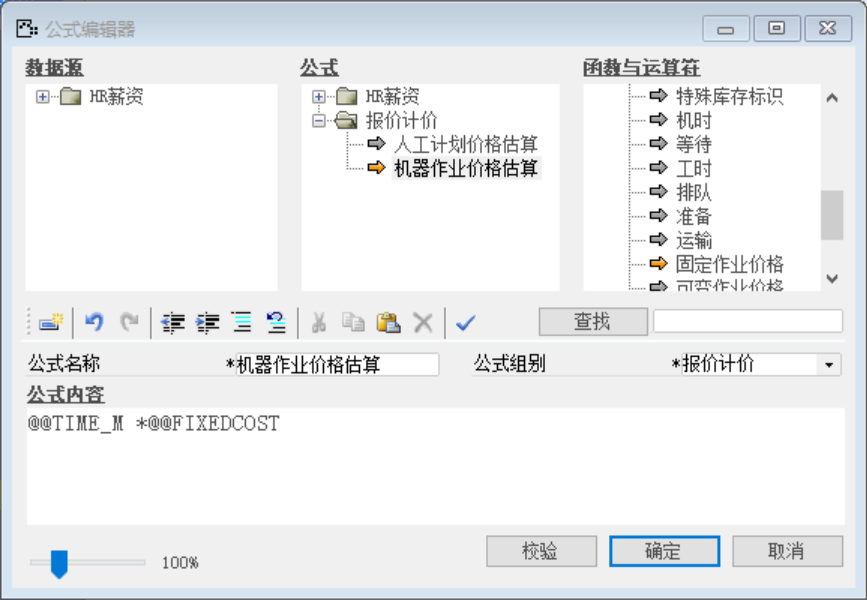 公式编辑器
数据源
HR薪资
公式
HR薪资
报价计价
人工计划价格估算
机器作业价格估算
函数与运算符
特殊库存标识
机时
等待
工时
排队
准备
运输
固定作业价格
可变作业价格
查找
公式名称 *机器作业价格估算
公式组别 *报价计价
公式内容
@@TIME_M *@@FIXEDCOST
100%
校验
确定
取消